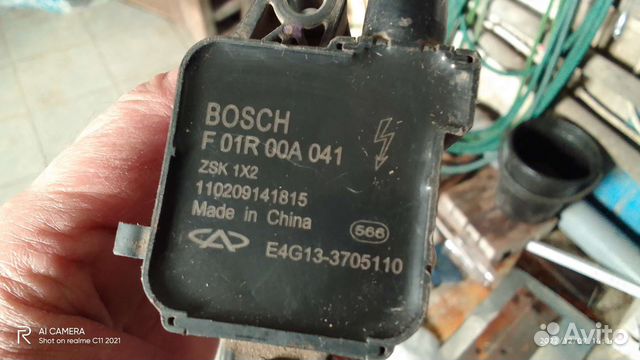 BOSCH
F 01R 00A 041
ZSK 1X2
110209141815
Made in China
566
E4G13-3705110
AI CAMERA
Shot on realme C11 2021
Avito